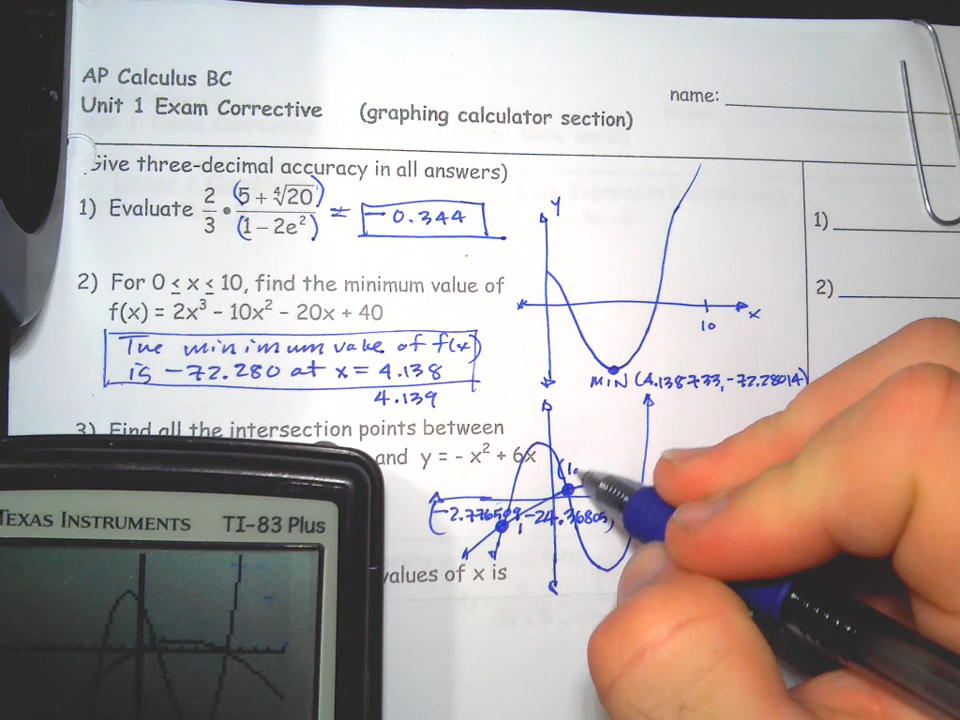 AP Calculus BC
Unit 1 Exam Corrective (graphing calculator section)
name:
Give three-decimal accuracy in all answers)
1) Evaluate 2/3 • (5 + ∜20)/(1 - 2e²) = -0.344
1)
2) For 0 ≤ x ≤ 10, find the minimum value of
f(x) = 2x³ - 10x² - 20x + 40
2)
The minimum value of f(x)
is -72.280 at x = 4.138
4.139
y
x
10
MIN (4.138733, -72.28014)
3) Find all the intersection points between
and y = - x² + 6x
(1.
(-2.776599, -24.36805)
values of x is
TEXAS INSTRUMENTS TI-83 Plus